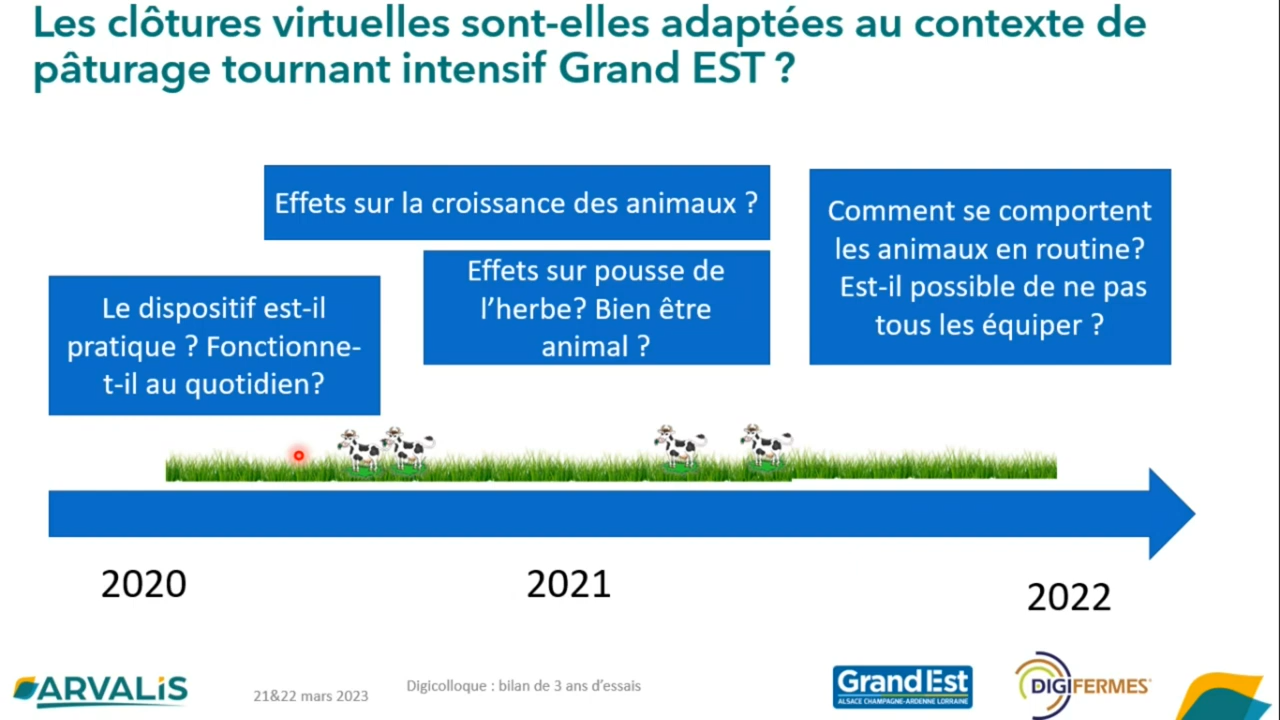 Les clôtures virtuelles sont-elles adaptées au contexte de
pâturage tournant intensif Grand EST ?
Effets sur la croissance des animaux ?
Comment se comportent
les animaux en routine?
Est-il possible de ne pas
tous les équiper ?
Effets sur pousse de
l’herbe? Bien être
animal ?
Le dispositif est-il
pratique ? Fonctionne-
t-il au quotidien?
2020
2021
2022
ARVALiS
21&22 mars 2023
Digicolloque : bilan de 3 ans d’essais
Grand Est
ALSACE CHAMPAGNE-ARDENNE LORRAINE
DIGIFERMES